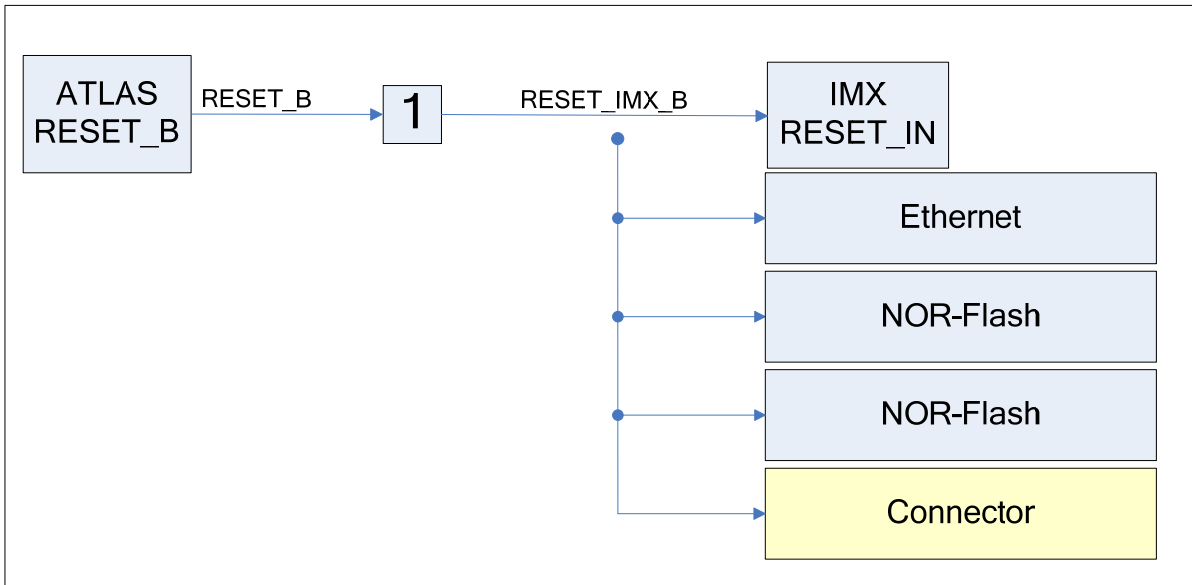 ATLAS
RESET_B
RESET_B
1
RESET_IMX_B
IMX
RESET_IN
Ethernet
NOR-Flash
NOR-Flash
Connector